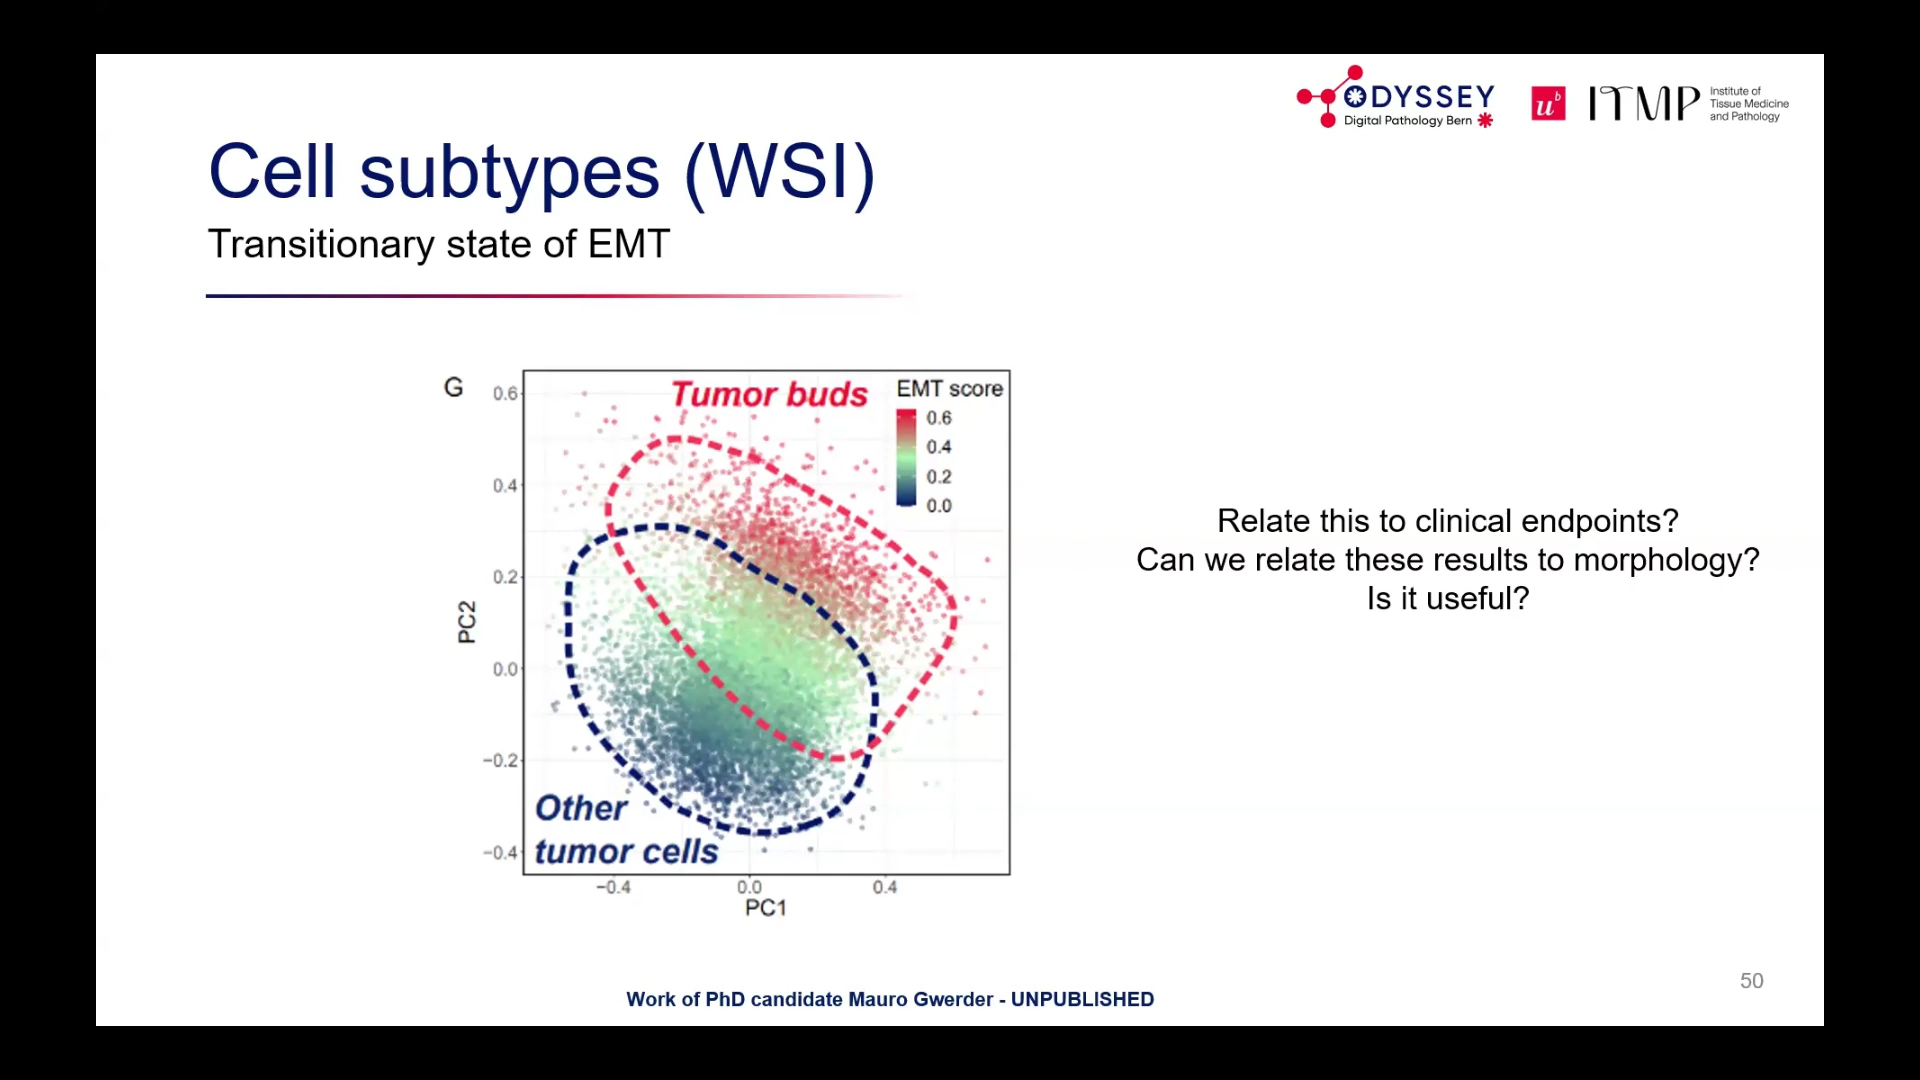 ODYSSEY
Digital Pathology Bern
u b
ITMP
Institute of
Tissue Medicine
and Pathology
Cell subtypes (WSI)
Transitionary state of EMT
G
Tumor buds
EMT score
0.6
0.4
0.2
0.0
0.6
0.4
0.2
0.0
−0.2
−0.4
PC2
Other
tumor cells
−0.4
0.0
0.4
PC1
Relate this to clinical endpoints?
Can we relate these results to morphology?
Is it useful?
Work of PhD candidate Mauro Gwerder - UNPUBLISHED
50